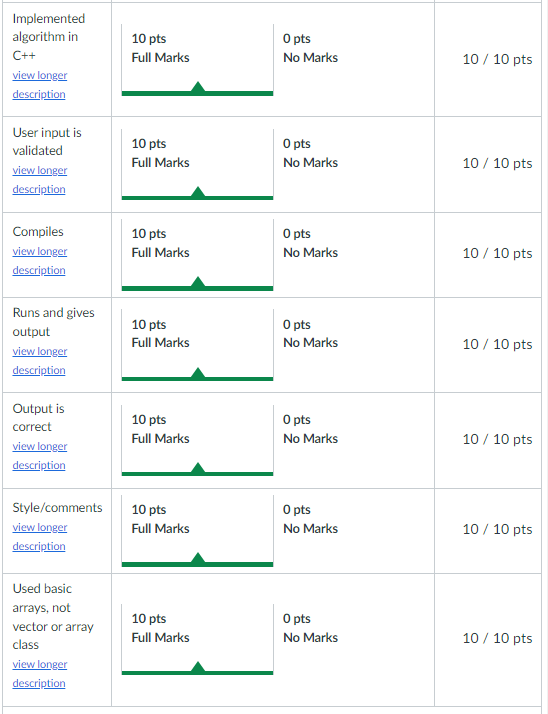 Implemented
algorithm in
C++
view longer
description
10 pts
Full Marks
0 pts
No Marks
10 / 10 pts
User input is
validated
view longer
description
10 pts
Full Marks
0 pts
No Marks
10 / 10 pts
Compiles
view longer
description
10 pts
Full Marks
0 pts
No Marks
10 / 10 pts
Runs and gives
output
view longer
description
10 pts
Full Marks
0 pts
No Marks
10 / 10 pts
Output is
correct
view longer
description
10 pts
Full Marks
0 pts
No Marks
10 / 10 pts
Style/comments
view longer
description
10 pts
Full Marks
0 pts
No Marks
10 / 10 pts
Used basic
arrays, not
vector or array
class
view longer
description
10 pts
Full Marks
0 pts
No Marks
10 / 10 pts